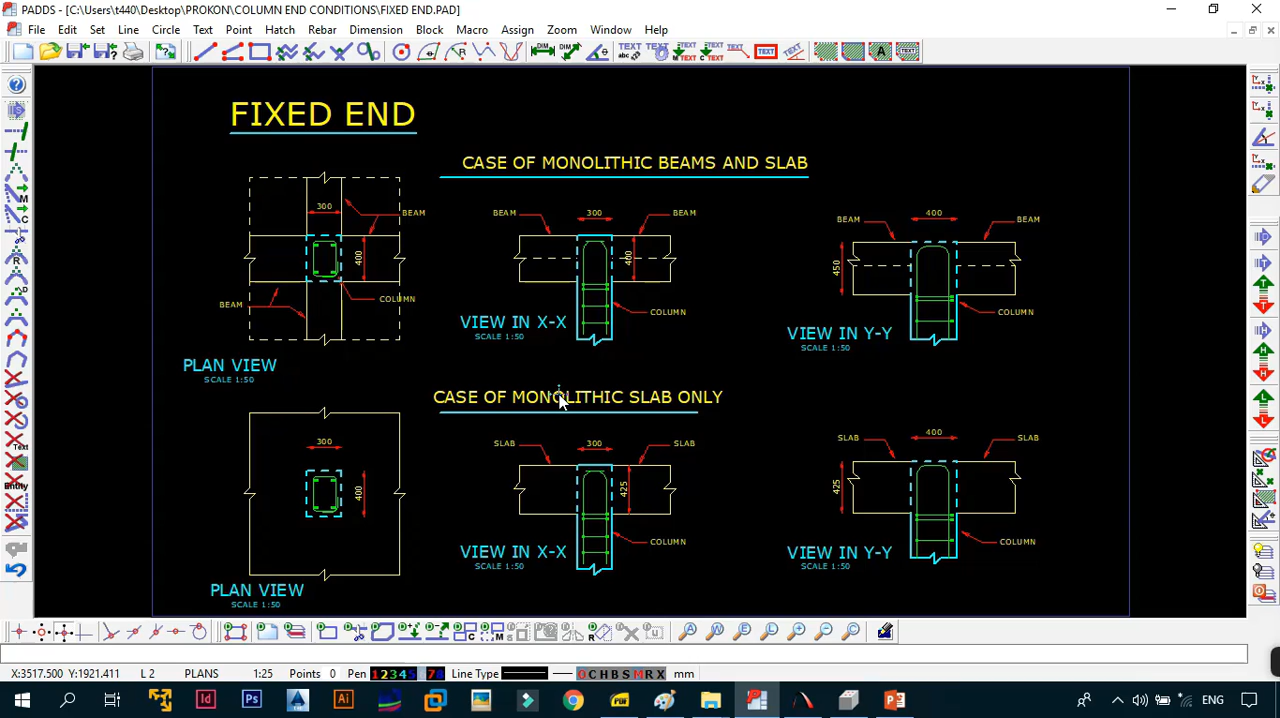 PADDS - [C:\Users\t440\Desktop\PROKON\COLUMN END CONDITIONS\FIXED END.PAD]
File Edit Set Line Circle Text Point Hatch Rebar Dimension Block Macro Assign Zoom Window Help
FIXED END
CASE OF MONOLITHIC BEAMS AND SLAB
300
BEAM
400
BEAM
COLUMN
PLAN VIEW
SCALE 1:50
BEAM
300
BEAM
400
COLUMN
VIEW IN X-X
SCALE 1:50
BEAM
400
BEAM
450
COLUMN
VIEW IN Y-Y
SCALE 1:50
CASE OF MONOLITHIC SLAB ONLY
300
400
PLAN VIEW
SCALE 1:50
SLAB
300
SLAB
425
COLUMN
VIEW IN X-X
SCALE 1:50
SLAB
400
SLAB
425
COLUMN
VIEW IN Y-Y
SCALE 1:50
X:3517.500 Y:1921.411 L 2 PLANS 1:25 Points 0 Pen 1 2 3 4 5 Line Type O C H B S M R X mm
ENG